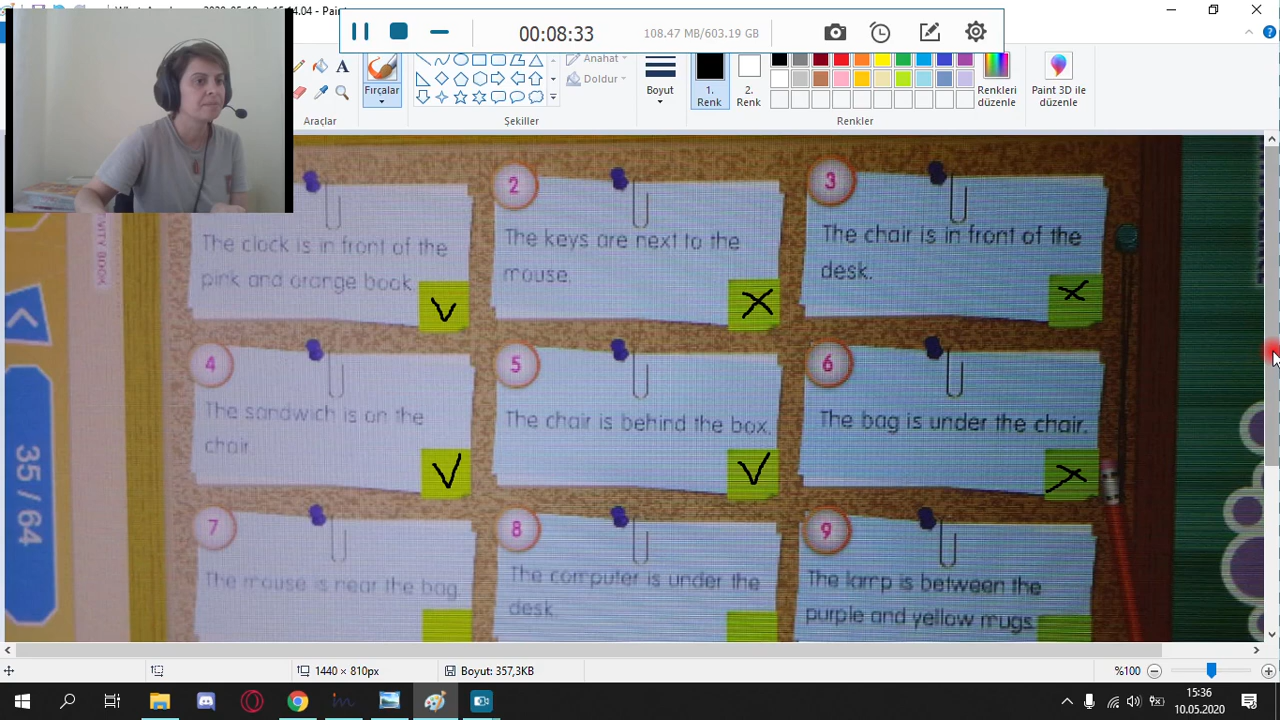 15.14.04 - Paint
00:08:33
108.47 MB/603.19 GB
Fırçalar
Araçlar
Anahat
Doldur
Şekiller
Boyut
1.
Renk
2.
Renk
Renkleri
düzenle
Renkler
Paint 3D ile
düzenle
1
The clock is in front of the
pink and orange book.
V
2
The keys are next to the
mouse.
X
3
The chair is in front of the
desk.
X
4
The sandwich is on the
chair.
V
5
The chair is behind the box.
V
6
The bag is under the chair.
X
7
The mouse is near the bag.
8
The computer is under the
desk.
9
The lamp is between the
purple and yellow mugs.
35 / 64
1440 × 810px
Boyut: 357,3KB
%100
15:36
10.05.2020